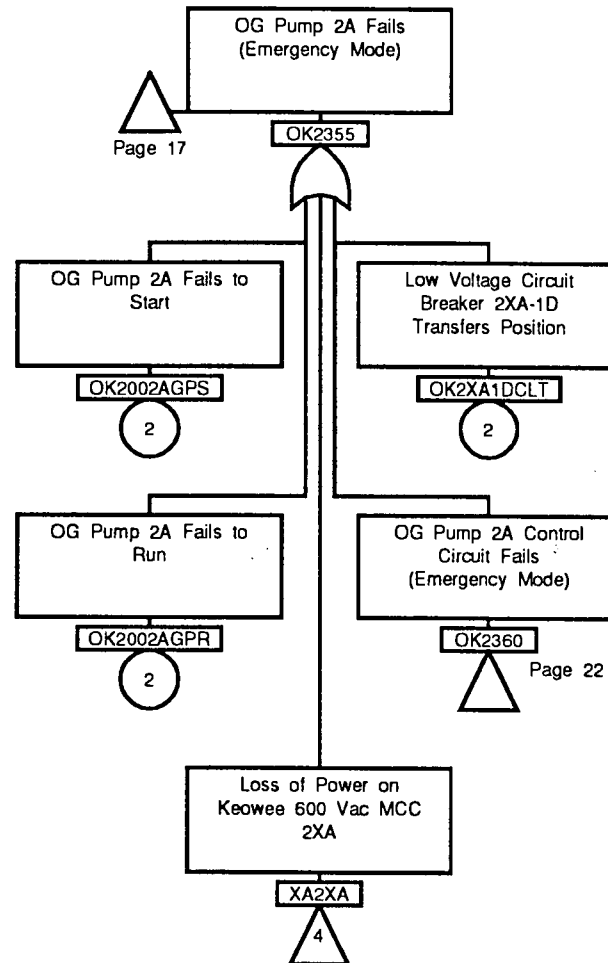 OG Pump 2A Fails
(Emergency Mode)
Page 17
OK2355
OG Pump 2A Fails to
Start
OK2002AGPS
2
Low Voltage Circuit
Breaker 2XA-1D
Transfers Position
OK2XA1DCLT
2
OG Pump 2A Fails to
Run
OK2002AGPR
2
OG Pump 2A Control
Circuit Fails
(Emergency Mode)
OK2360
Page 22
Loss of Power on
Keowee 600 Vac MCC
2XA
XA2XA
4